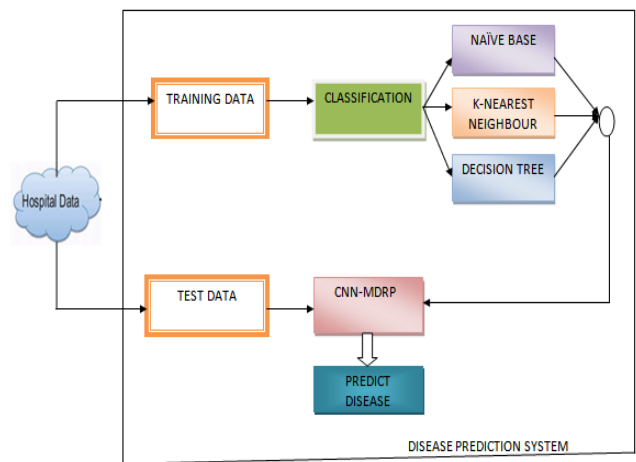 NAÏVE BASE
TRAINING DATA
CLASSIFICATION
K-NEAREST
NEIGHBOUR
DECISION TREE
Hospital Data
TEST DATA
CNN-MDRP
PREDICT
DISEASE
DISEASE PREDICTION SYSTEM